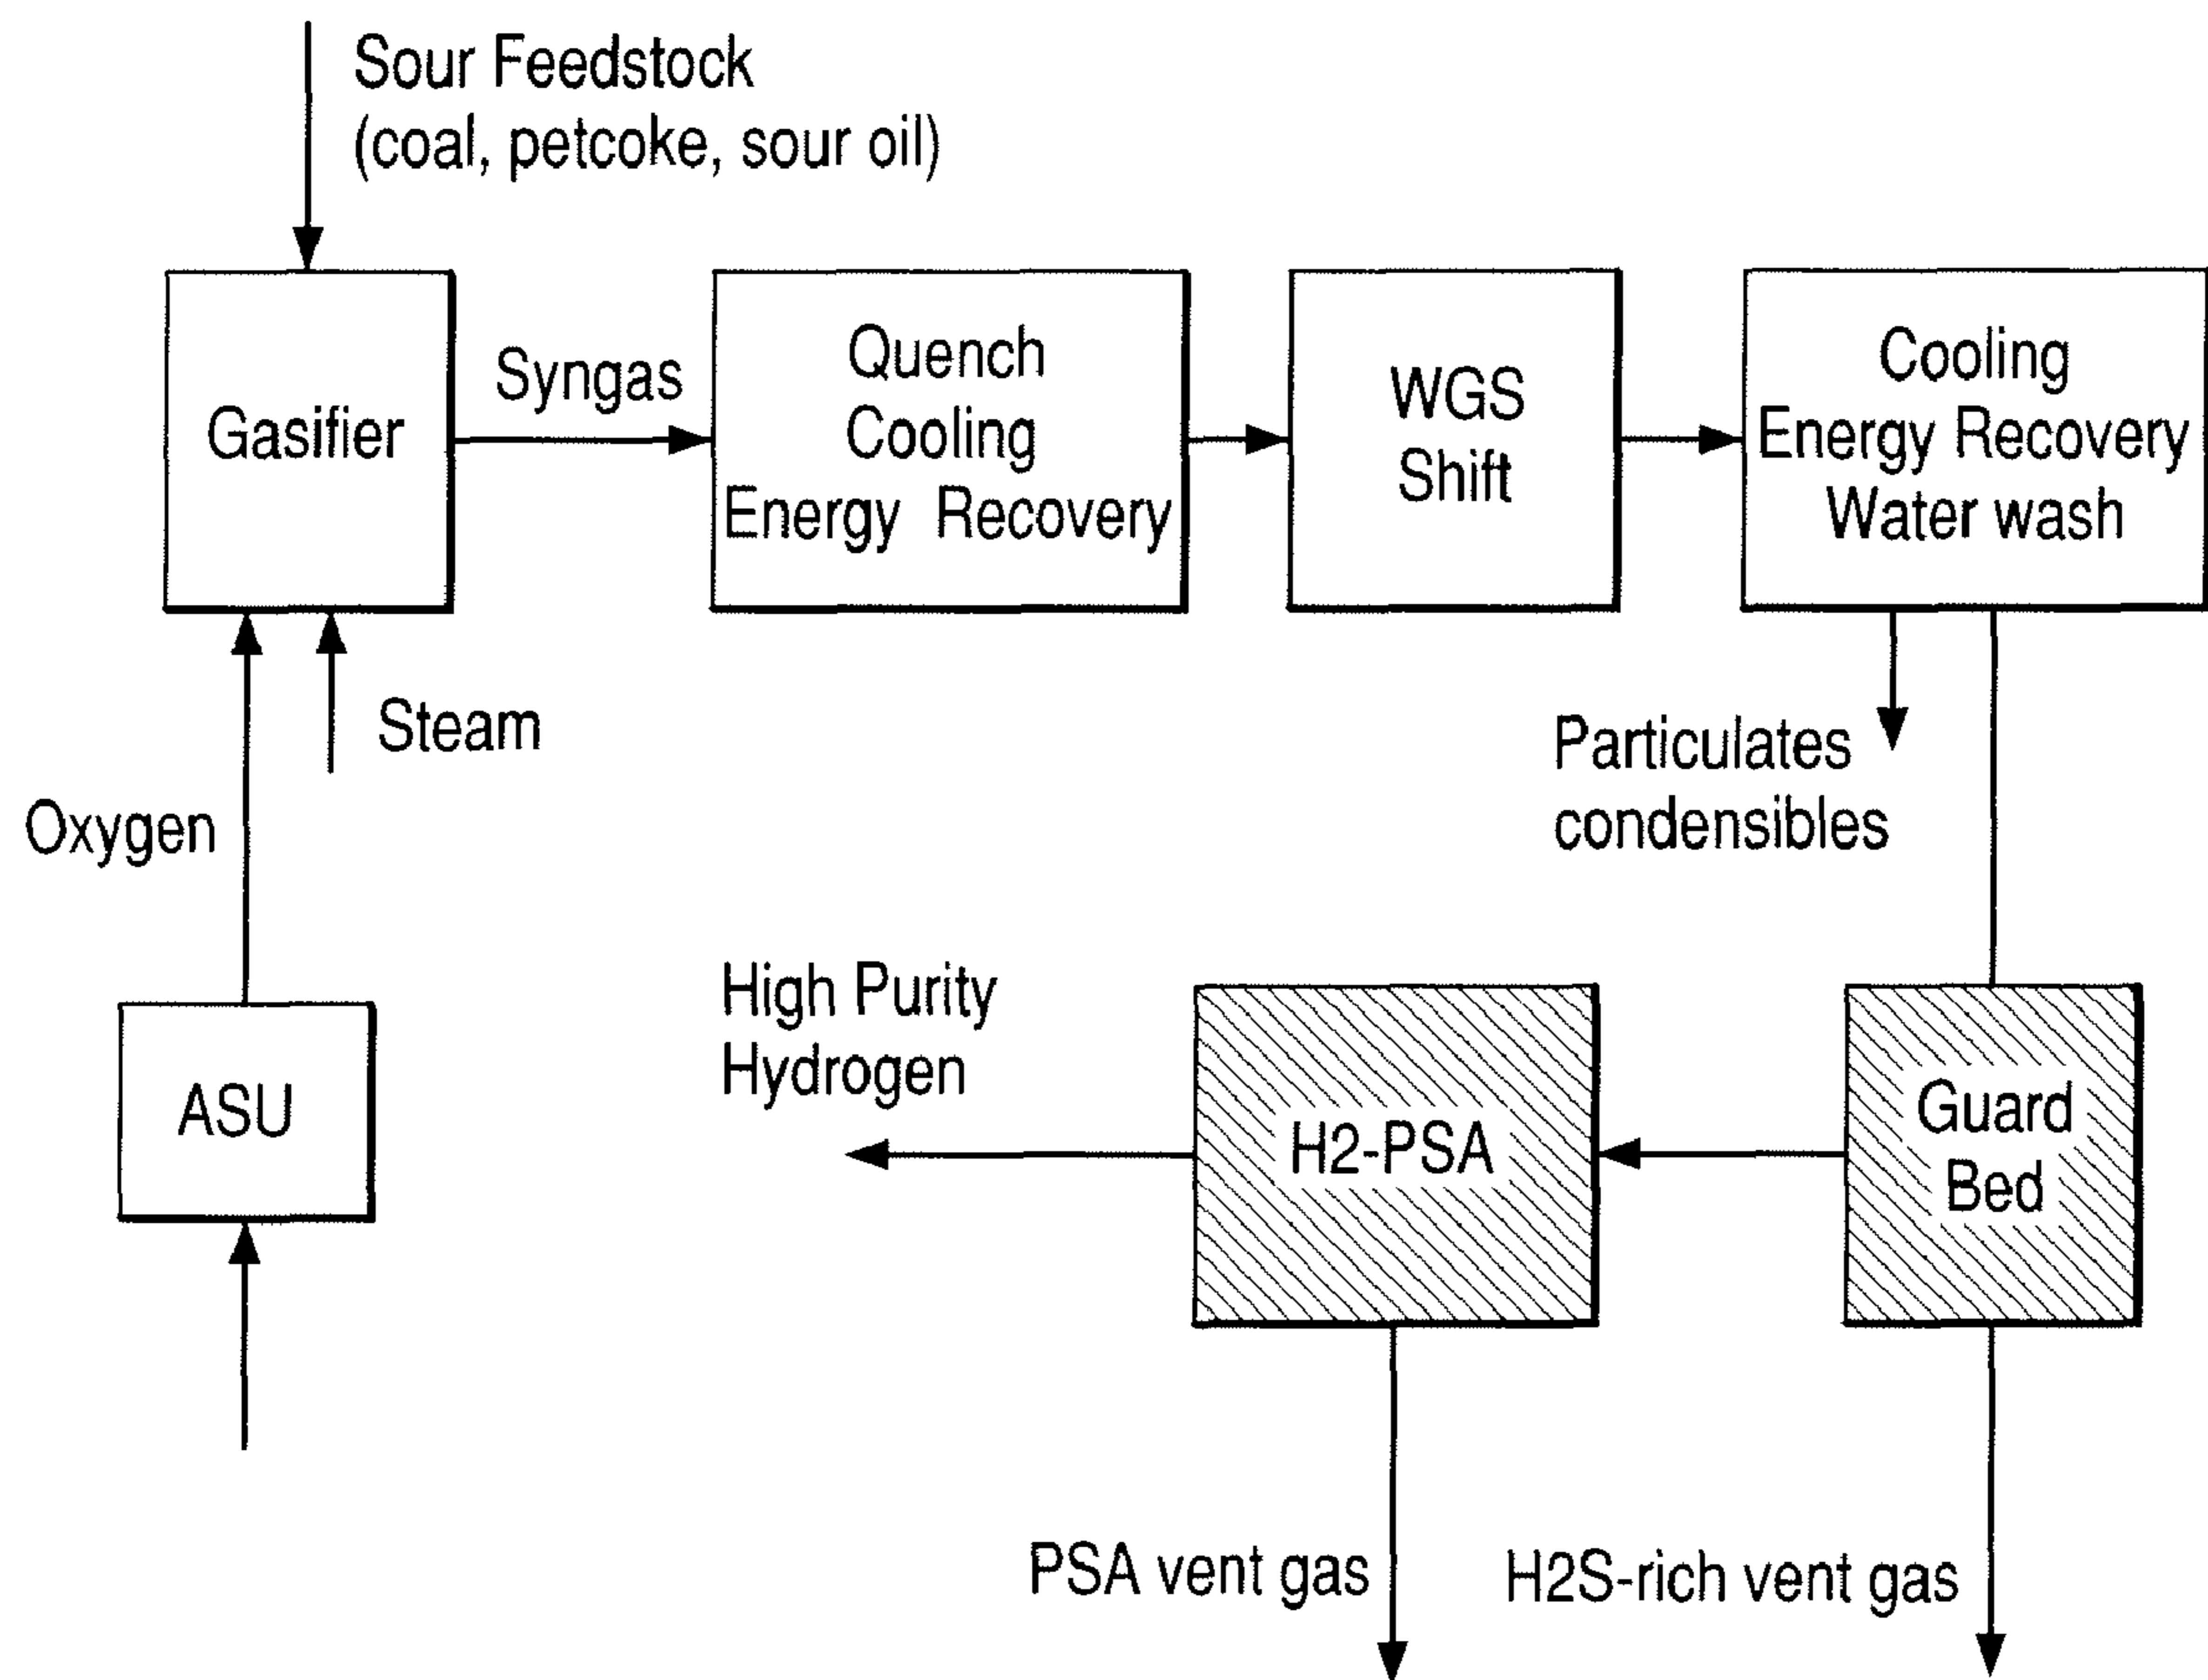 Sour Feedstock
(coal, petcoke, sour oil)
Gasifier
Syngas
Quench
Cooling
Energy Recovery
WGS
Shift
Cooling
Energy Recovery
Water wash
Steam
Oxygen
Particulates
condensibles
ASU
High Purity
Hydrogen
H2-PSA
Guard
Bed
PSA vent gas
H2S-rich vent gas